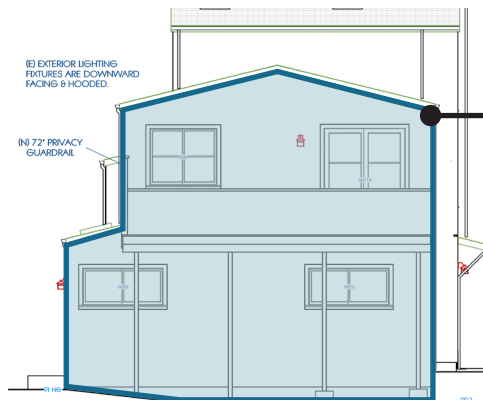 (E) EXTERIOR LIGHTING
FIXTURES ARE DOWNWARD
FACING & HOODED.
(N) 72" PRIVACY
GUARDRAIL